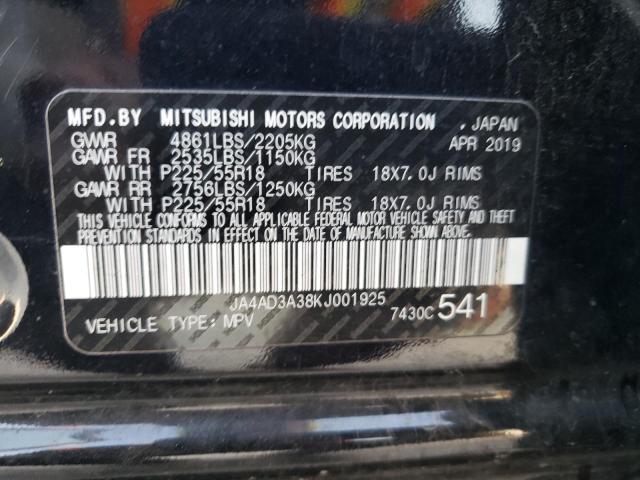 MFD.BY MITSUBISHI MOTORS CORPORATION , JAPAN
GVWR 4861LBS/2205KG APR 2019
GAWR FR 2535LBS/1150KG
WITH P225/55R18 TIRES 18X7.0J RIMS
GAWR RR 2756LBS/1250KG
WITH P225/55R18 TIRES 18X7.0J RIMS
THIS VEHICLE CONFORMS TO ALL APPLICABLE FEDERAL MOTOR VEHICLE SAFETY AND THEFT
PREVENTION STANDARDS IN EFFECT ON THE DATE OF MANUFACTURE SHOWN ABOVE.
JA4AD3A38KJ001925
VEHICLE TYPE: MPV 7430C 541